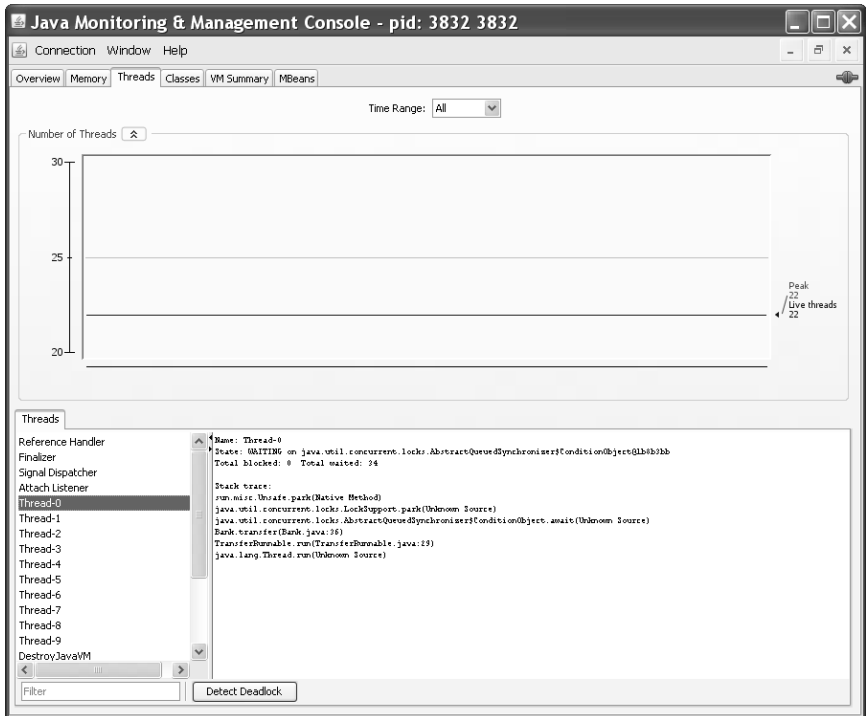 Java Monitoring & Management Console - pid: 3832 3832
Connection Window Help
Overview Memory Threads Classes VM Summary MBeans
Time Range: All
Number of Threads
30
25
20
Peak
22
Live threads
22
Threads
Reference Handler
Finalizer
Signal Dispatcher
Attach Listener
Thread-0
Thread-1
Thread-2
Thread-3
Thread-4
Thread-5
Thread-6
Thread-7
Thread-8
Thread-9
DestroyJavaVM
Name: Thread-0
State: WAITING on java.util.concurrent.locks.AbstractQueuedSynchronizer$ConditionObject@1b8b3bb
Total blocked: 0 Total waited: 34
Stack trace:
sun.misc.Unsafe.park(Native Method)
java.util.concurrent.locks.LockSupport.park(Unknown Source)
java.util.concurrent.locks.AbstractQueuedSynchronizer$ConditionObject.await(Unknown Source)
Bank.transfer(Bank.java:36)
TransferRunnable.run(TransferRunnable.java:29)
java.lang.Thread.run(Unknown Source)
Filter
Detect Deadlock